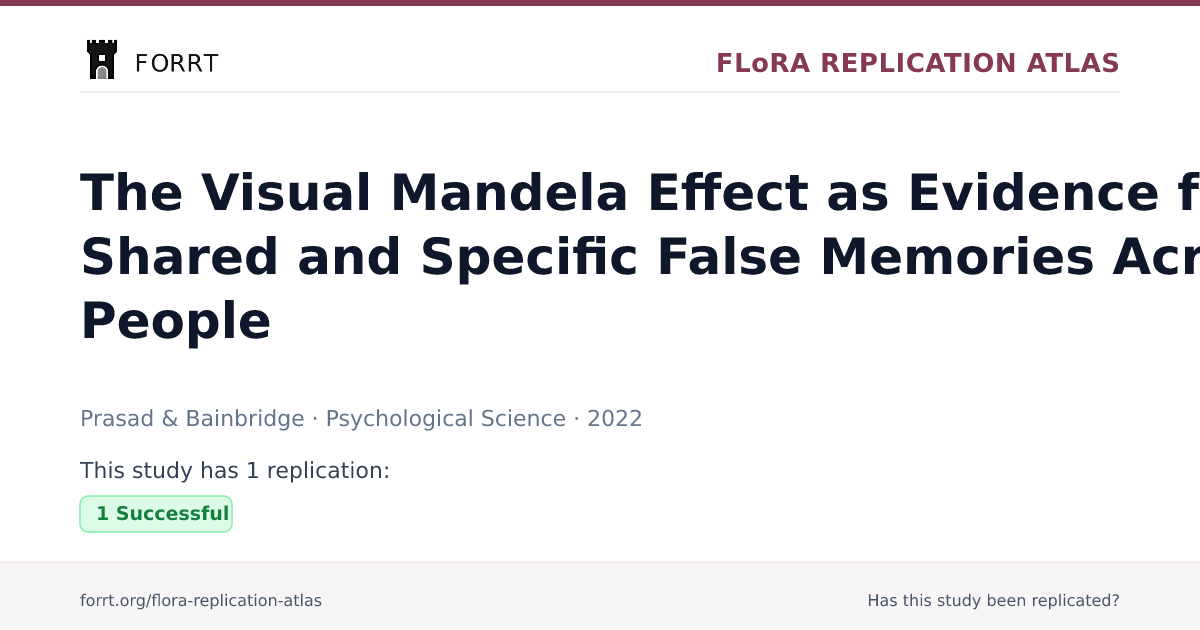 FORRT
FLoRA REPLICATION ATLAS
The Visual Mandela Effect as Evidence f
Shared and Specific False Memories Acr
People
Prasad & Bainbridge · Psychological Science · 2022
This study has 1 replication:
1 Successful
forrt.org/flora-replication-atlas
Has this study been replicated?